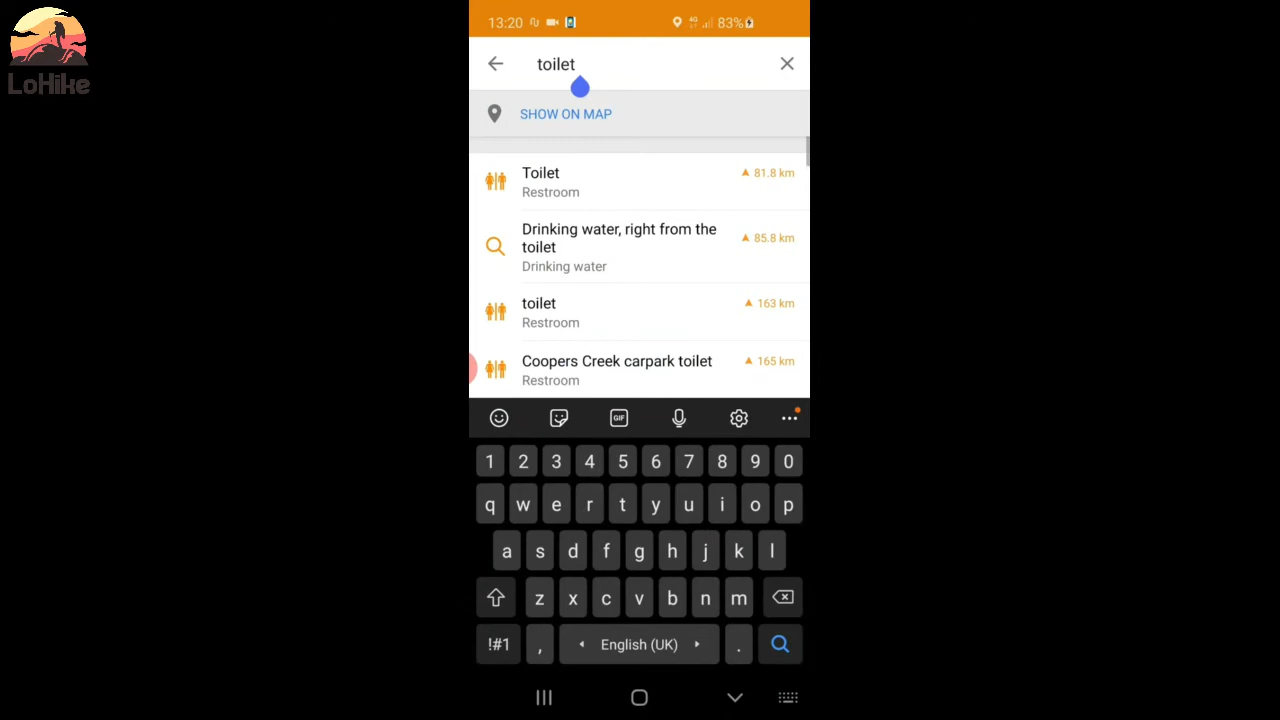 LoHike
13:20
4G
83%
toilet
SHOW ON MAP
Toilet
81.8 km
Restroom
Drinking water, right from the
toilet
85.8 km
Drinking water
toilet
163 km
Restroom
Coopers Creek carpark toilet
165 km
Restroom
GIF
1 2 3 4 5 6 7 8 9 0
q w e r t y u i o p
a s d f g h j k l
z x c v b n m
!#1 , English (UK) .